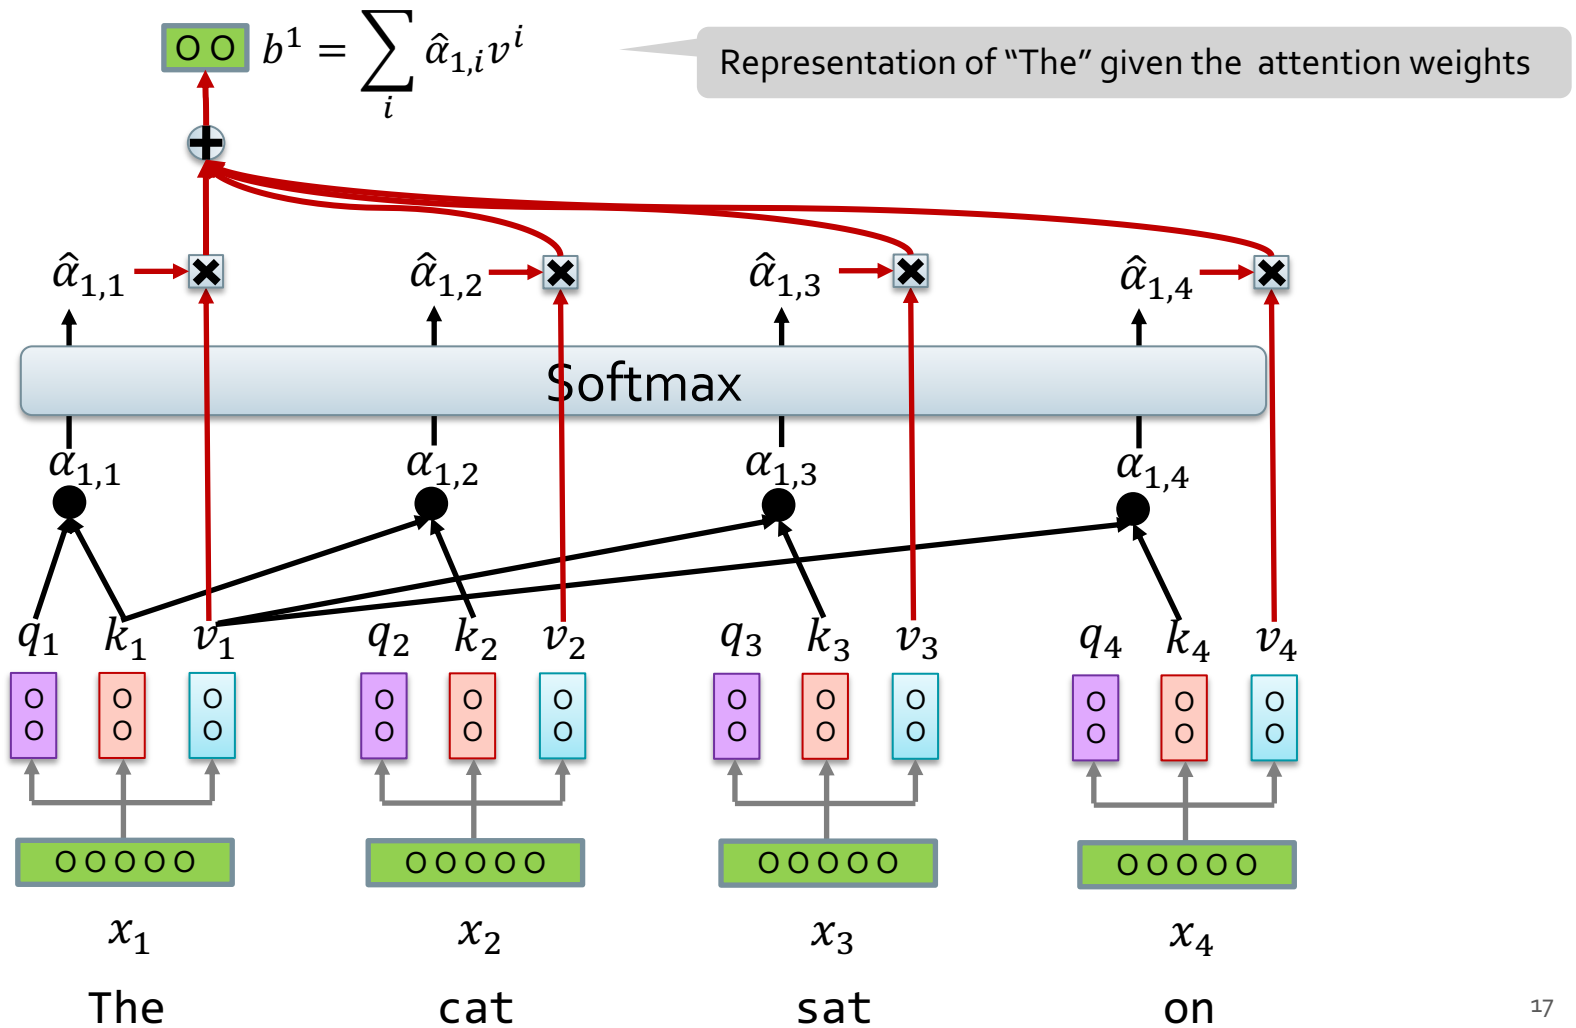 O O b¹ = ∑ᵢ α̂₁,ᵢ vⁱ
Representation of “The” given the attention weights
α̂₁,₁ α̂₁,₂ α̂₁,₃ α̂₁,₄
Softmax
α₁,₁ α₁,₂ α₁,₃ α₁,₄
q₁ k₁ v₁ q₂ k₂ v₂ q₃ k₃ v₃ q₄ k₄ v₄
O O O O O O O O O O O O
O O O O O O O O O O O O
O O O O O O O O O O O O O O O O O O O O
x₁ x₂ x₃ x₄
The cat sat on
17